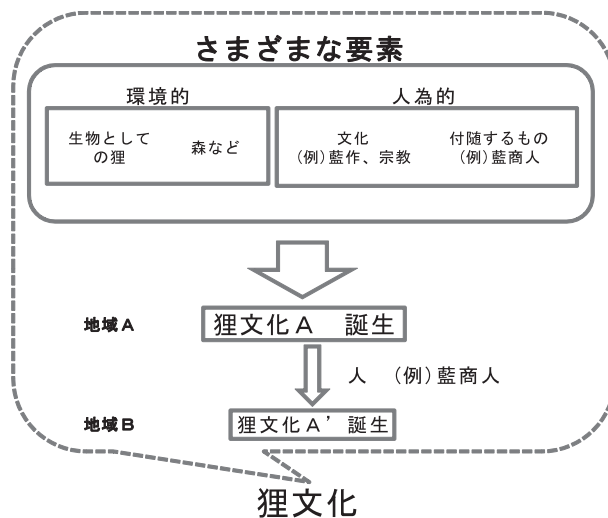 さまざまな要素
環境的
人為的
生物として
の狸
森など
文化
(例)藍作、宗教
付随するもの
(例)藍商人
地域A
狸文化A 誕生
人 (例)藍商人
地域B
狸文化A’誕生
狸文化